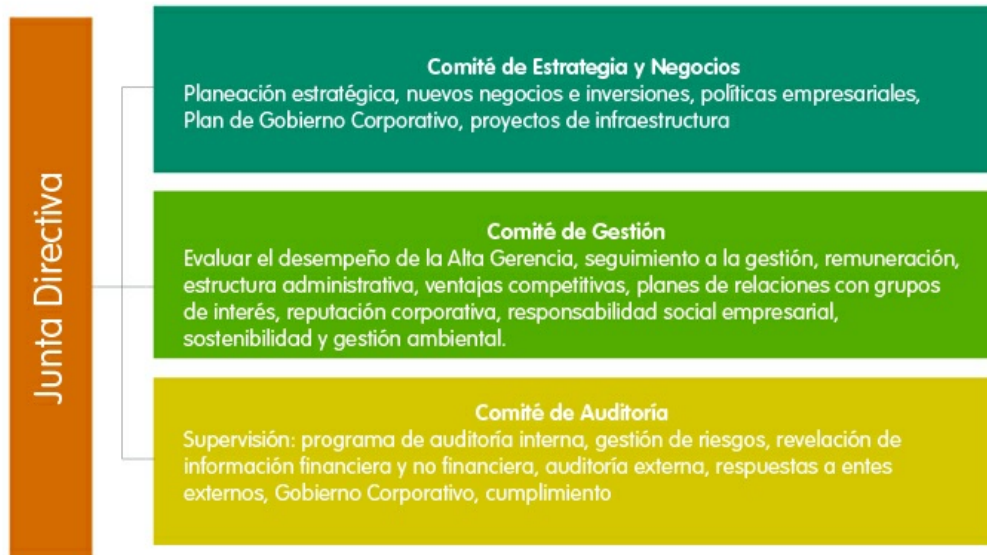 Junta Directiva
Comité de Estrategia y Negocios
Planeación estratégica, nuevos negocios e inversiones, políticas empresariales,
Plan de Gobierno Corporativo, proyectos de infraestructura
Comité de Gestión
Evaluar el desempeño de la Alta Gerencia, seguimiento a la gestión, remuneración,
estructura administrativa, ventajas competitivas, planes de relaciones con grupos
de interés, reputación corporativa, responsabilidad social empresarial,
sostenibilidad y gestión ambiental.
Comité de Auditoría
Supervisión: programa de auditoría interna, gestión de riesgos, revelación de
información financiera y no financiera, auditoría externa, respuestas a entes
externos, Gobierno Corporativo, cumplimiento